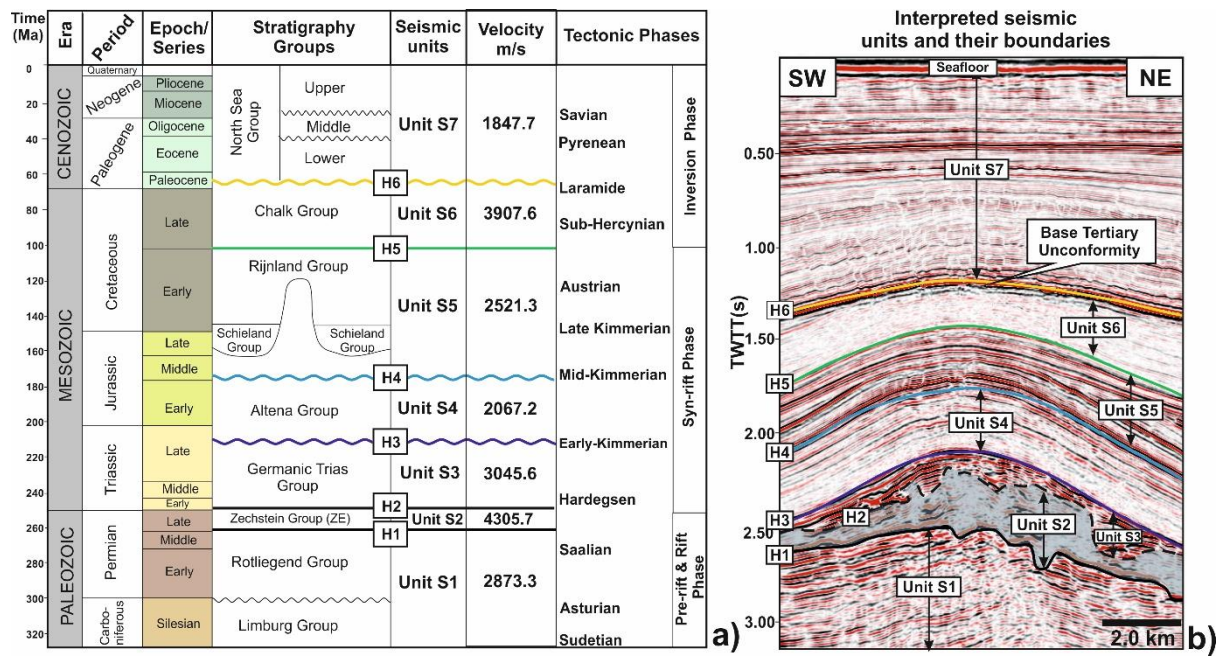 Time (Ma)
Era
Period
Epoch/
Series
Stratigraphy
Groups
Seismic
units
Velocity
m/s
Tectonic Phases
0
20
40
60
80
100
120
140
160
180
200
220
240
260
280
300
320
CENOZOIC
MESOZOIC
PALEOZOIC
Quaternary
Neogene
Paleogene
Cretaceous
Jurassic
Triassic
Permian
Carbo-
niferous
Pliocene
Miocene
Oligocene
Eocene
Paleocene
Late
Early
Late
Middle
Early
Late
Middle
Early
Late
Middle
Early
Silesian
North Sea
Group
Upper
Middle
Lower
Chalk Group
Rijnland Group
Schieland
Group
Schieland
Group
Altena Group
Germanic Trias
Group
Zechstein Group (ZE)
Rotliegend Group
Limburg Group
H6
H5
H4
H3
H2
H1
Unit S7
Unit S6
Unit S5
Unit S4
Unit S3
Unit S2
Unit S1
1847.7
3907.6
2521.3
2067.2
3045.6
4305.7
2873.3
Savian
Pyrenean
Laramide
Sub-Hercynian
Austrian
Late Kimmerian
Mid-Kimmerian
Early-Kimmerian
Hardegsen
Saalian
Asturian
Sudetian
Inversion Phase
Syn-rift Phase
Pre-rift & Rift
Phase
a)
Interpreted seismic
units and their boundaries
SW
Seafloor
NE
TWTT(s)
0.50
1.00
1.50
2.00
2.50
3.00
Unit S7
Base Tertiary
Unconformity
H6
Unit S6
H5
Unit S5
Unit S4
H4
H3
H2
Unit S2
Unit S3
H1
Unit S1
2.0 km
b)